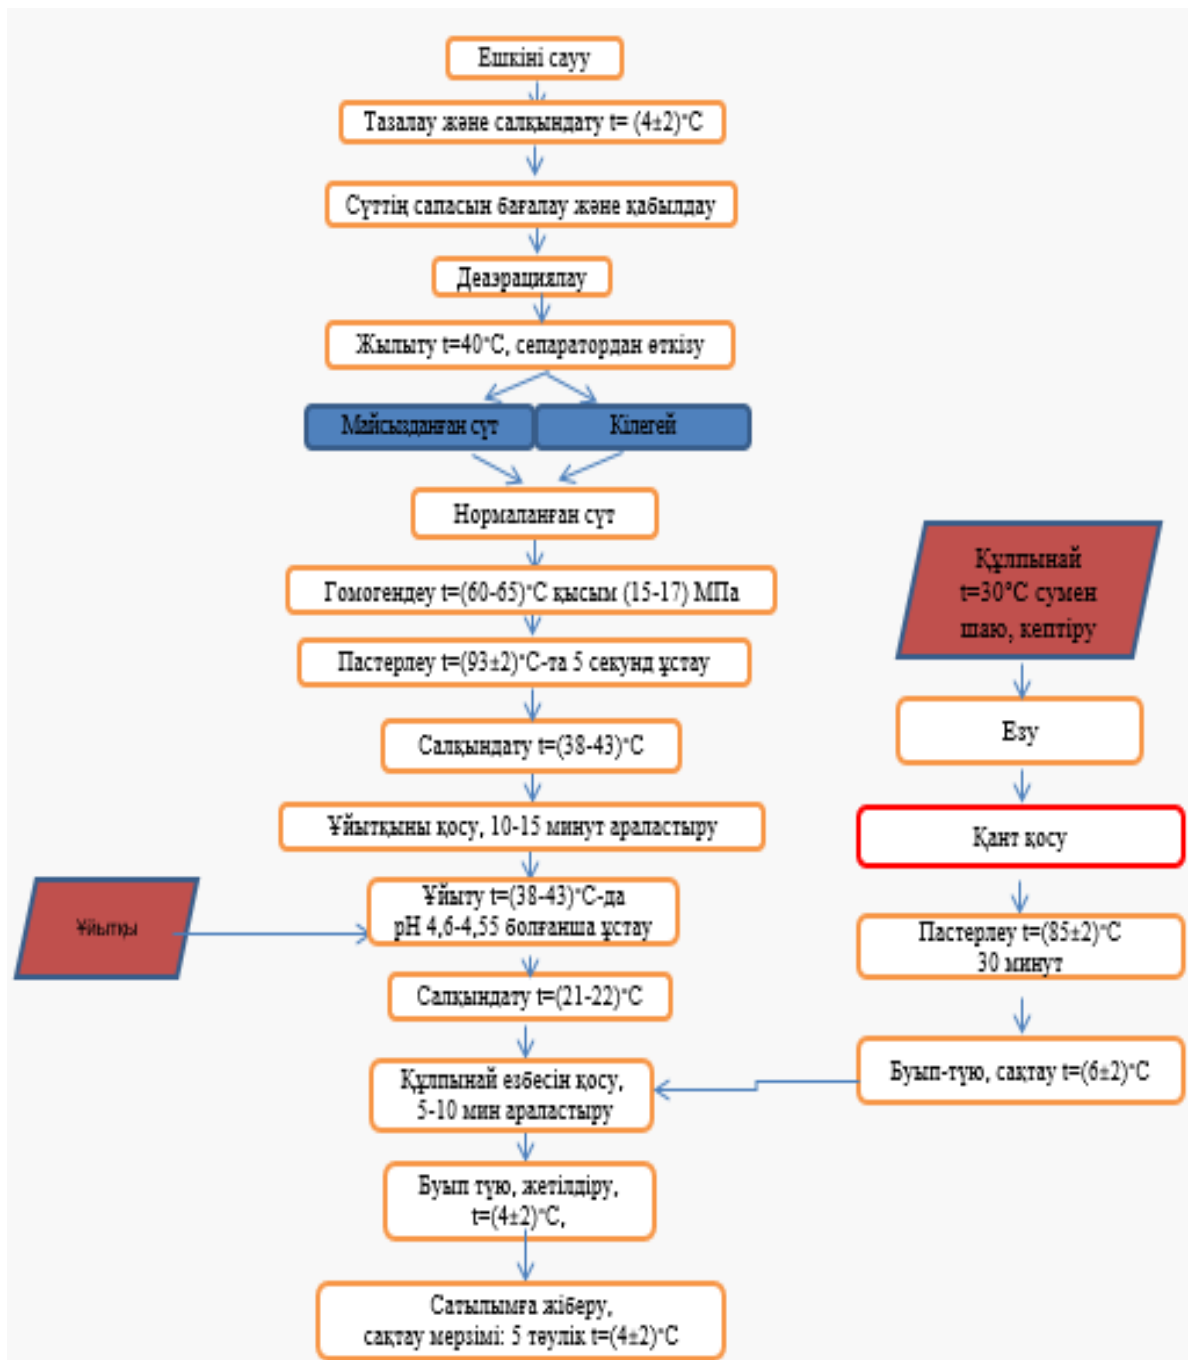 Ешкіні сауу
Тазалау және салқындату t= (4±2)°C
Сүттің сапасын бағалау және қабылдау
Деаэрациялау
Жылыту t=40°C, сепаратордан өткізу
Майсызданған сүт
Кілегей
Нормаланған сүт
Гомогендеу t=(60-65)°C қысым (15-17) МПа
Пастерлеу t=(93±2)°C-та 5 секунд ұстау
Салқындату t=(38-43)°C
Ұйытқыны қосу, 10-15 минут араластыру
Ұйытқы
Ұйыту t=(38-43)°C-да
pH 4,6-4,55 болғанша ұстау
Салқындату t=(21-22)°C
Құлпынай
t=30°C сумен
шаю, кептіру
Езу
Қант қосу
Пастерлеу t=(85±2)°C
30 минут
Буып-түю, сақтау t=(6±2)°C
Құлпынай езбесін қосу,
5-10 мин араластыру
Буып түю, жетілдіру,
t=(4±2)°C,
Сатылымға жіберу,
сақтау мерзімі: 5 тәулік t=(4±2)°C